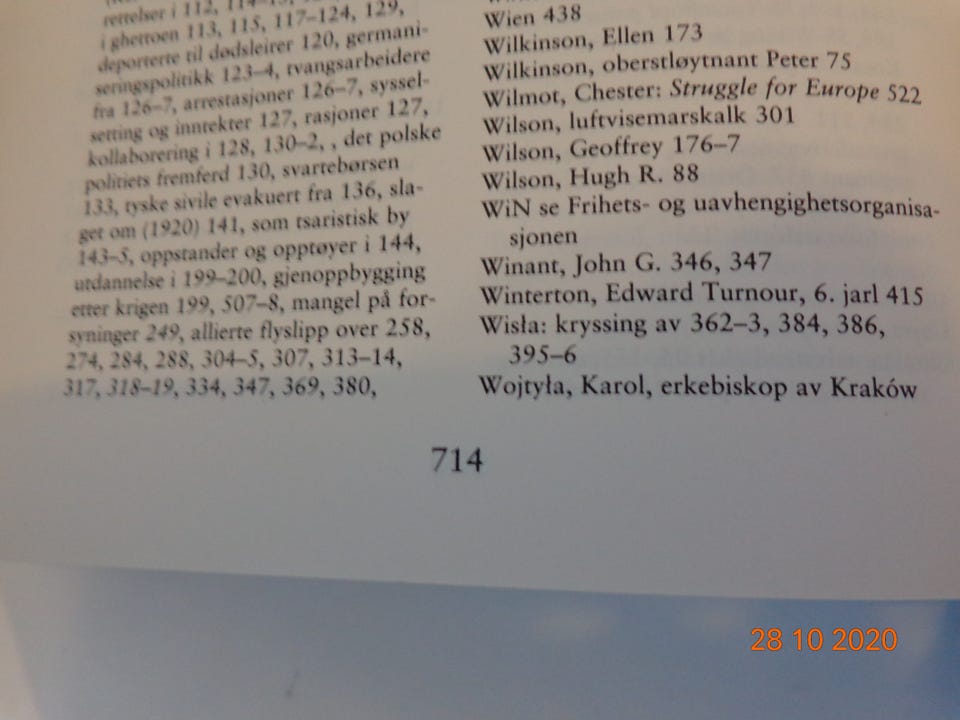 rettelser i 112,
i ghettoen 113, 115, 117–124, 129,
deporterte til dødsleirer 120, germani-
seringspolitikk 123–4, tvangsarbeidere
fra 126–7, arrestasjoner 126–7, syssel-
setting og inntekter 127, rasjoner 127,
kollaborering i 128, 130–2, , det polske
politiets fremferd 130, svartebørsen
133, tyske sivile evakuert fra 136, sla-
get om (1920) 141, som tsaristisk by
143–5, oppstander og opptøyer i 144,
utdannelse i 199–200, gjenoppbygging
etter krigen 199, 507–8, mangel på for-
syninger 249, allierte flyslipp over 258,
274, 284, 288, 304–5, 307, 313–14,
317, 318–19, 334, 347, 369, 380,
Wien 438
Wilkinson, Ellen 173
Wilkinson, oberstløytnant Peter 75
Wilmot, Chester: Struggle for Europe 522
Wilson, luftvisemarskalk 301
Wilson, Geoffrey 176–7
Wilson, Hugh R. 88
WiN se Frihets- og uavhengighetsorganisa-
sjonen
Winant, John G. 346, 347
Winterton, Edward Turnour, 6. jarl 415
Wisła: kryssing av 362–3, 384, 386,
395–6
Wojtyła, Karol, erkebiskop av Kraków
714
28 10 2020